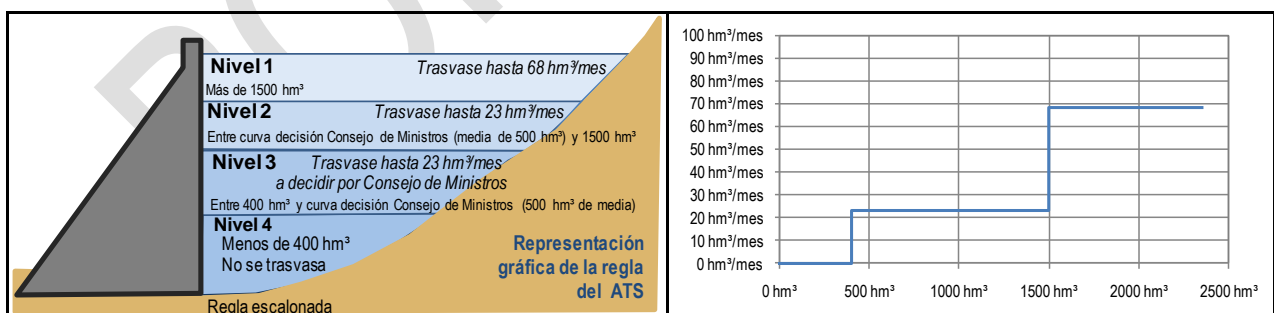 Nivel 1 Trasvase hasta 68 hm³/mes
Más de 1500 hm³
Nivel 2 Trasvase hasta 23 hm³/mes
Entre curva decisión Consejo de Ministros (media de 500 hm³) y 1500 hm³
Nivel 3 Trasvase hasta 23 hm³/mes
a decidir por Consejo de Ministros
Entre 400 hm³ y curva decisión Consejo de Ministros (500 hm³ de media)
Nivel 4
Menos de 400 hm³
No se trasvasa
Representación
gráfica de la regla
del ATS
Regla escalonada
100 hm³/mes
90 hm³/mes
80 hm³/mes
70 hm³/mes
60 hm³/mes
50 hm³/mes
40 hm³/mes
30 hm³/mes
20 hm³/mes
10 hm³/mes
0 hm³/mes
0 hm³ 500 hm³ 1000 hm³ 1500 hm³ 2000 hm³ 2500 hm³